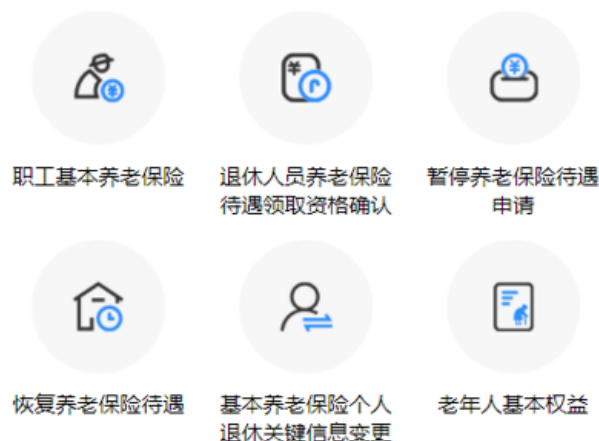 职工基本养老保险
退休人员养老保险
待遇领取资格确认
暂停养老保险待遇
申请
恢复养老保险待遇
基本养老保险个人
退休关键信息变更
老年人基本权益